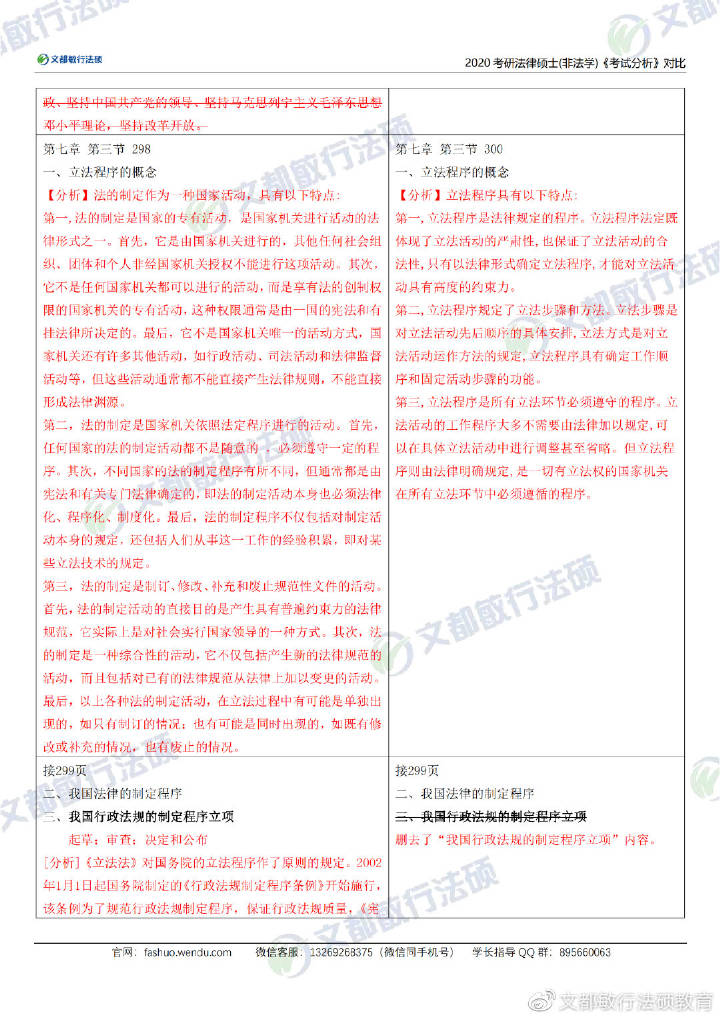 文都敏行法硕
2020 考研法律硕士(非法学)《考试分析》对比
政、坚持中国共产党的领导、坚持马克思列宁主义毛泽东思想
邓小平理论，坚持改革开放。
第七章 第三节 298
一、立法程序的概念
【分析】法的制定作为一种国家活动，具有以下特点：
第一,法的制定是国家的专有活动，是国家机关进行活动的法
律形式之一。首先，它是由国家机关进行的，其他任何社会组
织、团体和个人非经国家机关授权不能进行这项活动。其次，
它不是任何国家机关都可以进行的活动，而是享有法的创制权
限的国家机关的专有活动，这种权限通常是由一国的宪法和有
挂法律所决定的。最后，它不是国家机关唯一的活动方式，国
家机关还有许多其他活动，如行政活动、司法活动和法律监督
活动等，但这些活动通常都不能直接产生法律规则，不能直接
形成法律渊源。
第二，法的制定是国家机关依照法定程序进行的活动。首先，
任何国家的法的制定活动都不是随意的，必须遵守一定的程
序。其次，不同国家的法的制定程序有所不同，但通常都是由
宪法和有关专门法律确定的，即法的制定活动本身也必须法律
化、程序化、制度化。最后，法的制定程序不仅包括对制定活
动本身的规定，还包括人们从事这一工作的经验积累，即对某
些立法技术的规定。
第三，法的制定是制订、修改、补充和废止规范性文件的活动。
首先，法的制定活动的直接目的是产生具有普遍约束力的法律
规范，它实际上是对社会实行国家领导的一种方式。其次，法
的制定是一种综合性的活动，它不仅包括产生新的法律规范的
活动，而且包括对已有的法律规范从法律上加以变更的活动。
最后，以上各种法的制定活动，在立法过程中有可能是单独出
现的，如只有制订的情况；也有可能是同时出现的，如既有修
改或补充的情况，也有废止的情况。
第七章 第三节 300
一、立法程序的概念
【分析】立法程序具有以下特点：
第一,立法程序是法律规定的程序。立法程序法定既
体现了立法活动的严肃性,也保证了立法活动的合
法性,只有以法律形式确定立法程序,才能对立法活
动具有高度的约束力。
第二,立法程序规定了立法步骤和方法。立法步骤是
对立法活动先后顺序的具体安排,立法方式是对立
法活动运作方法的规定,立法程序具有确定工作顺
序和固定活动步骤的功能。
第三,立法程序是所有立法环节必须遵守的程序。立
法活动的工作程序大多不需要由法律加以规定,可
以在具体立法活动中进行调整甚至省略。但立法程
序则由法律明确规定,是一切有立法权的国家机关
在所有立法环节中必须遵循的程序。
接299页
二、我国法律的制定程序
三、我国行政法规的制定程序立项
起草；审查；决定和公布
[分析]《立法法》对国务院的立法程序作了原则的规定。2002
年1月1日起国务院制定的《行政法规制定程序条例》开始施行，
该条例为了规范行政法规制定程序，保证行政法规质量，《宪
接299页
二、我国法律的制定程序
三、我国行政法规的制定程序立项
删去了“我国行政法规的制定程序立项”内容。
官网：fashuo.wendu.com 微信客服：13269268375（微信同手机号） 学长指导 QQ 群：895660063
@文都敏行法硕教育